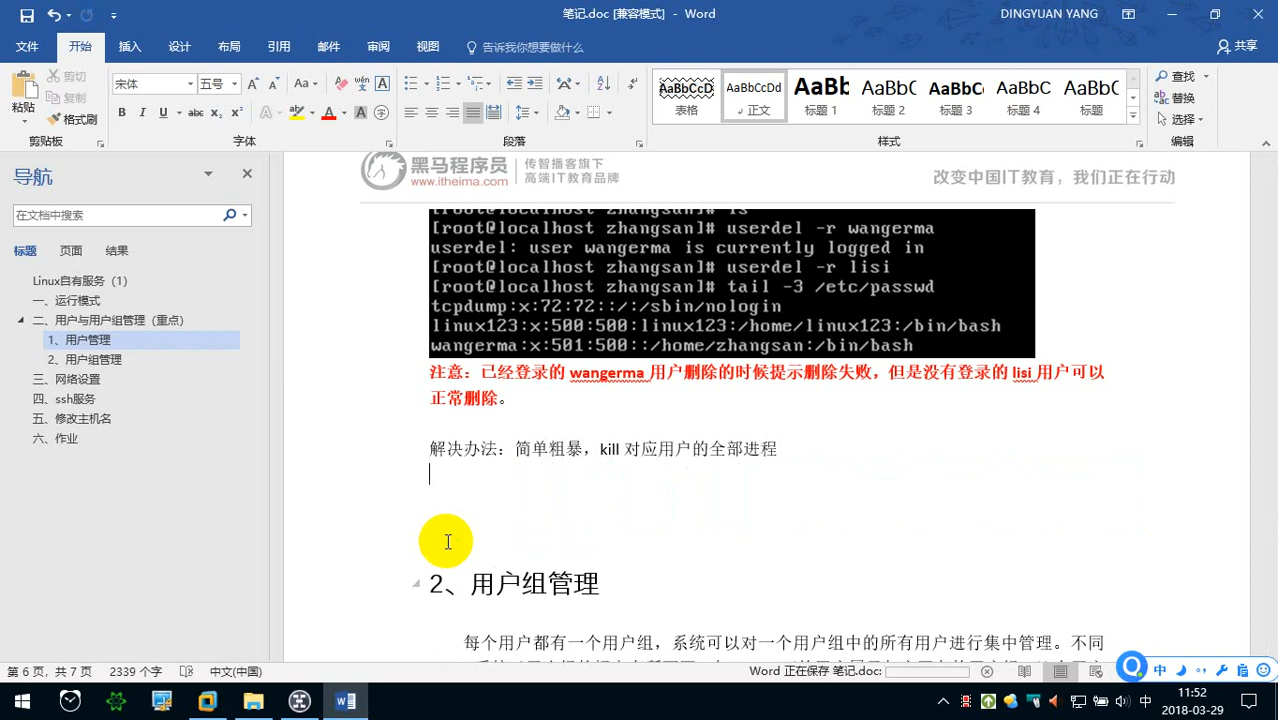 笔记.doc [兼容模式] - Word
DINGYUAN YANG
文件 开始 插入 设计 布局 引用 邮件 审阅 视图 告诉我你想要做什么 共享
粘贴 剪切 复制 格式刷
宋体 五号
AaBbCcD AaBbCcDd AaBb AaBbC AaBbC AaBbC AaBbC
表格 正文 标题 1 标题 2 标题 3 标题 4 标题
查找 替换 选择
剪贴板 字体 段落 样式 编辑
导航
在文档中搜索
标题 页面 结果
Linux自有服务（1）
一、运行模式
二、用户与用户组管理（重点）
1、用户管理
2、用户组管理
三、网络设置
四、ssh服务
五、修改主机名
六、作业
黑马程序员
www.itheima.com
传智播客旗下
高端IT教育品牌
改变中国IT教育，我们正在行动
[root@localhost zhangsan]# ls
[root@localhost zhangsan]# userdel -r wangerma
userdel: user wangerma is currently logged in
[root@localhost zhangsan]# userdel -r lisi
[root@localhost zhangsan]# tail -3 /etc/passwd
tcpdump:x:72:72::/:/sbin/nologin
linux123:x:500:500:linux123:/home/linux123:/bin/bash
wangerma:x:501:500::/home/zhangsan:/bin/bash
注意：已经登录的 wangerma 用户删除的时候提示删除失败，但是没有登录的 lisi 用户可以
正常删除。
解决办法：简单粗暴，kill 对应用户的全部进程
2、用户组管理
每个用户都有一个用户组，系统可以对一个用户组中的所有用户进行集中管理。不同
第 6 页，共 7 页 2339 个字 中文(中国) Word 正在保存 笔记.doc:
中
中 11:52
2018-03-29